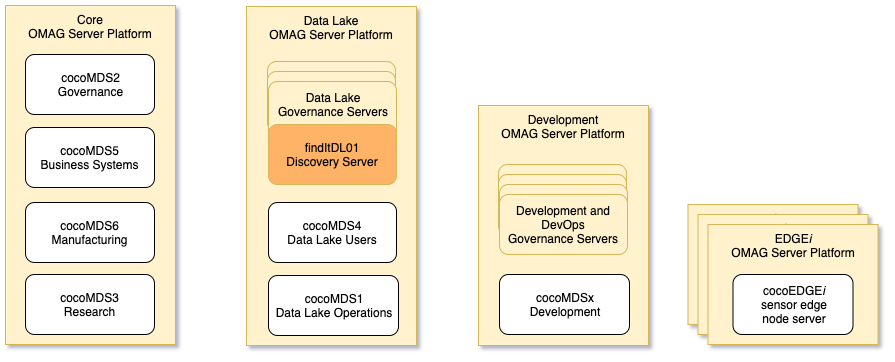 Core
OMAG Server Platform
cocoMDS2
Governance
cocoMDS5
Business Systems
cocoMDS6
Manufacturing
cocoMDS3
Research
Data Lake
OMAG Server Platform
Data Lake
Governance Servers
findItDL01
Discovery Server
cocoMDS4
Data Lake Users
cocoMDS1
Data Lake Operations
Development
OMAG Server Platform
Development and
DevOps
Governance Servers
cocoMDSx
Development
EDGEi
OMAG Server Platform
cocoEDGEi
sensor edge
node server